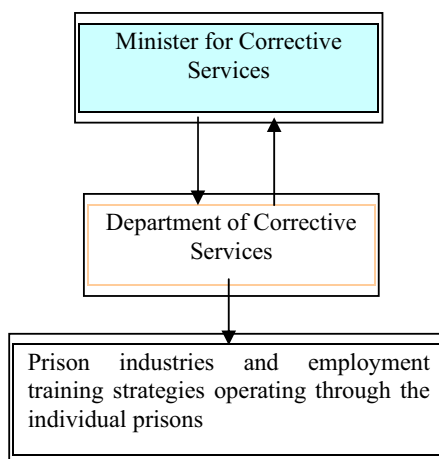 Minister for Corrective
Services
Department of Corrective
Services
Prison industries and employment
training strategies operating through the
individual prisons